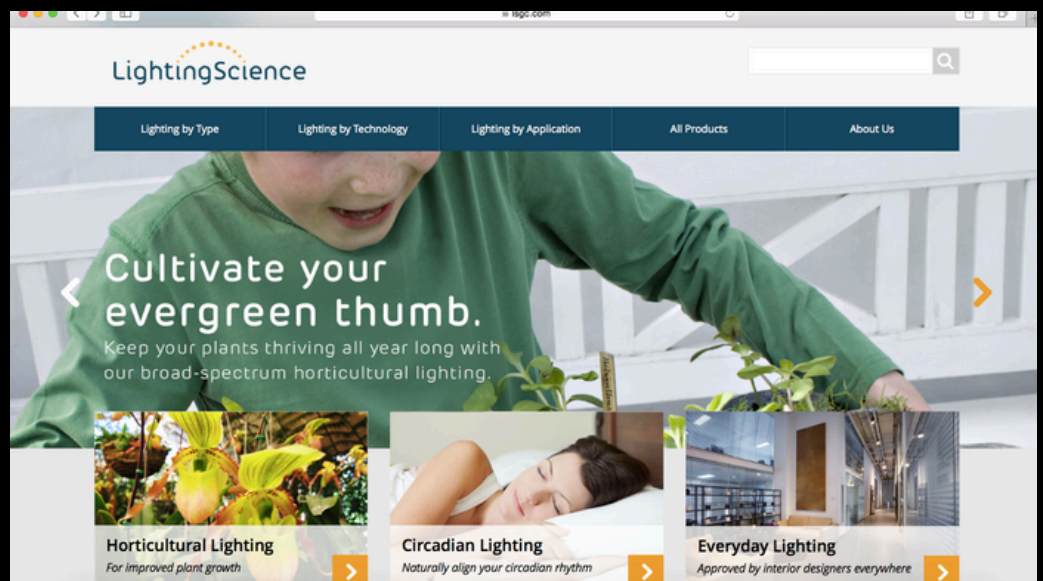 lsgc.com
LightingScience
Lighting by Type
Lighting by Technology
Lighting by Application
All Products
About Us
Cultivate your
evergreen thumb.
Keep your plants thriving all year long with
our broad-spectrum horticultural lighting.
Horticultural Lighting
For improved plant growth
Circadian Lighting
Naturally align your circadian rhythm
Everyday Lighting
Approved by interior designers everywhere